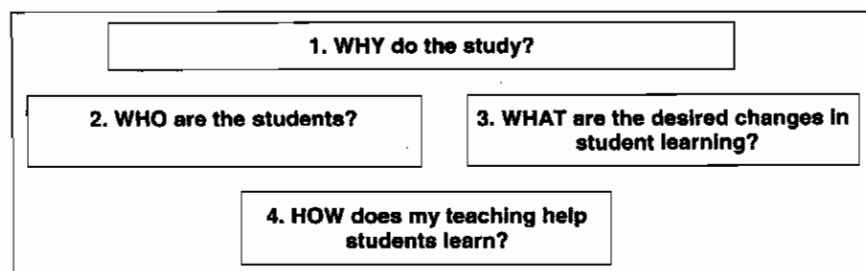 1. WHY do the study?
2. WHO are the students?
3. WHAT are the desired changes in
student learning?
4. HOW does my teaching help
students learn?